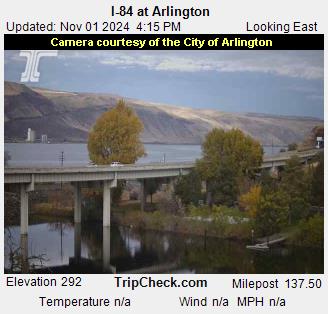 I-84 at Arlington
Updated: Nov 01 2024 4:15 PM Looking East
Camera courtesy of the City of Arlington
Elevation 292 TripCheck.com Milepost 137.50
Temperature n/a Wind n/a MPH n/a